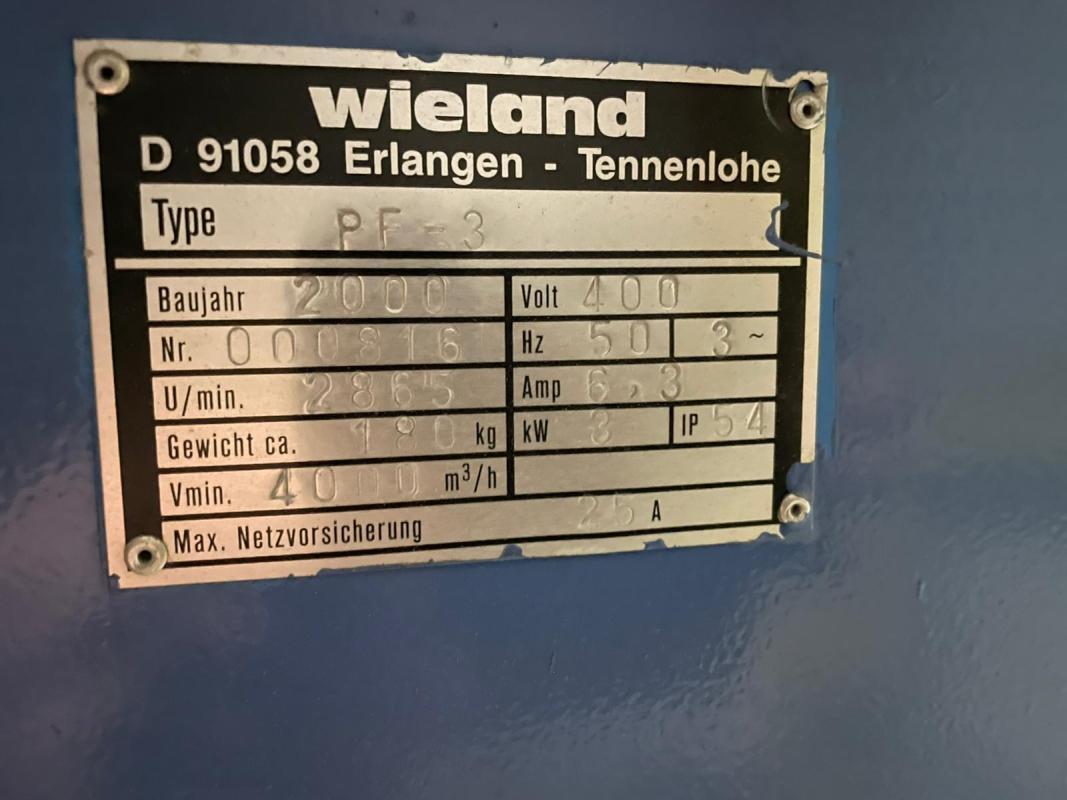 wieland
D 91058 Erlangen - Tennenlohe
Type PF-3
Baujahr 2000 Volt 400
Nr. 000816 Hz 50 3~
U/min. 2865 Amp 6,3
Gewicht ca. 180 kg kW 3 IP 54
Vmin. 4000 m³/h
Max. Netzvorsicherung 25 A